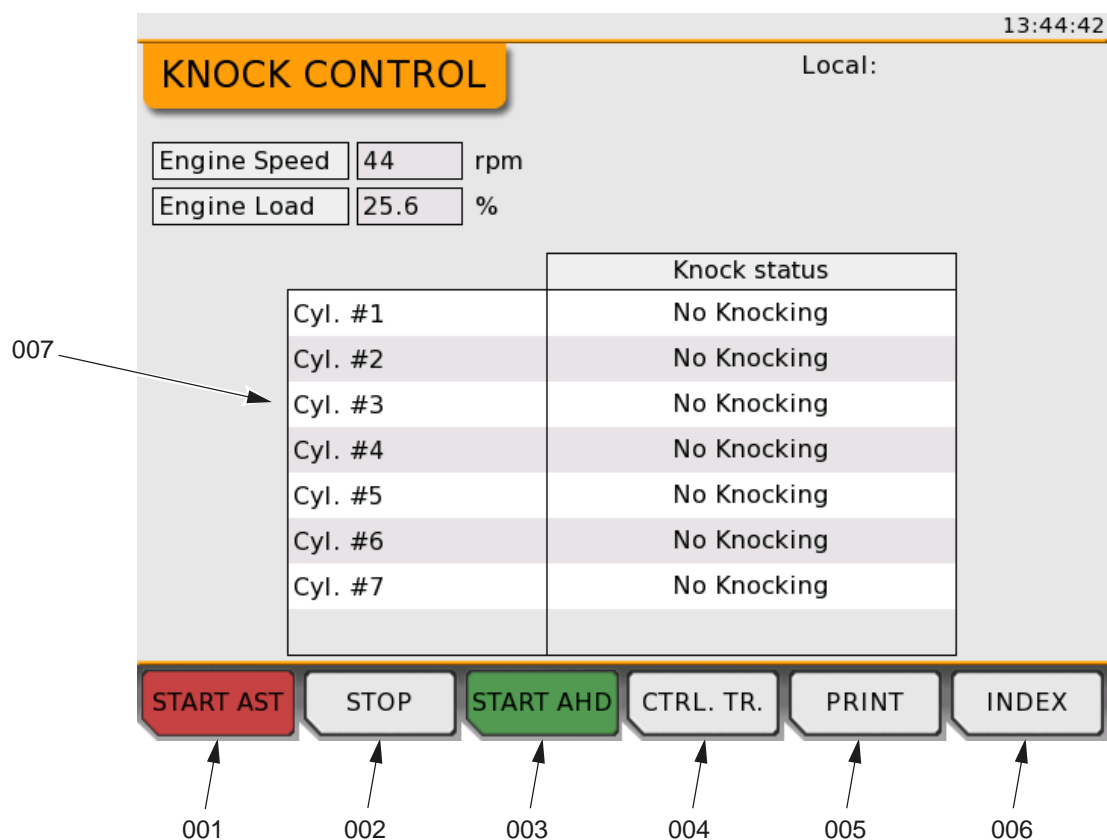 13:44:42
KNOCK CONTROL
Local:
Engine Speed 44 rpm
Engine Load 25.6 %
Knock status
Cyl. #1 No Knocking
Cyl. #2 No Knocking
007
Cyl. #3 No Knocking
Cyl. #4 No Knocking
Cyl. #5 No Knocking
Cyl. #6 No Knocking
Cyl. #7 No Knocking
START AST STOP START AHD CTRL. TR. PRINT INDEX
001 002 003 004 005 006